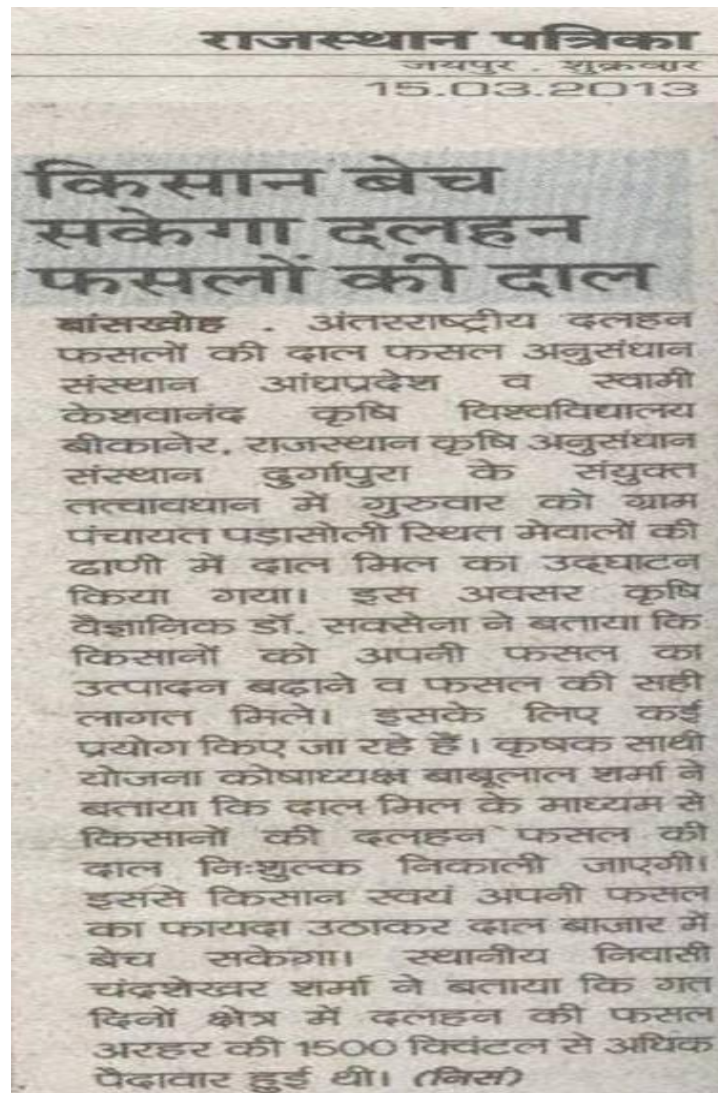 राजस्थान पत्रिका
जयपुर . शुक्रवार
15.03.2013
किसान बेच
सकेगा दलहन
फसलों की दाल
बांसखोह . अंतरराष्ट्रीय दलहन
फसलों की दाल फसल अनुसंधान
संस्थान आंध्रप्रदेश व स्वामी
केशवानंद कृषि विश्वविद्यालय
बीकानेर, राजस्थान कृषि अनुसंधान
संस्थान दुर्गापुरा के संयुक्त
तत्वावधान में गुरुवार को ग्राम
पंचायत पड़ासोली स्थित मेवालों की
ढाणी में दाल मिल का उदघाटन
किया गया। इस अवसर कृषि
वैज्ञानिक डॉ. सक्सेना ने बताया कि
किसानों को अपनी फसल का
उत्पादन बढ़ाने व फसल की सही
लागत मिले। इसके लिए कई
प्रयोग किए जा रहे हैं। कृषक साथी
योजना कोषाध्यक्ष बाबूलाल शर्मा ने
बताया कि दाल मिल के माध्यम से
किसानों की दलहन फसल की
दाल निःशुल्क निकाली जाएगी।
इससे किसान स्वयं अपनी फसल
का फायदा उठाकर दाल बाजार में
बेच सकेगा। स्थानीय निवासी
चंद्रशेखर शर्मा ने बताया कि गत
दिनों क्षेत्र में दलहन की फसल
अरहर की 1500 क्विंटल से अधिक
पैदावार हुई थी। (निसं)